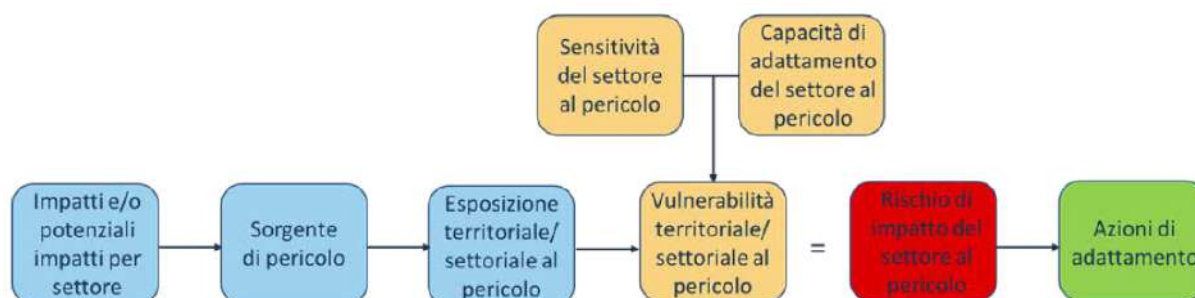 Sensitività
del settore
al pericolo
Capacità di
adattamento
del settore al
pericolo
Impatti e/o
potenziali
impatti per
settore
Sorgente
di pericolo
Esposizione
territoriale/
settoriale al
pericolo
Vulnerabilità
territoriale/
settoriale al
pericolo
=
Rischio di
impatto del
settore al
pericolo
Azioni di
adattamento